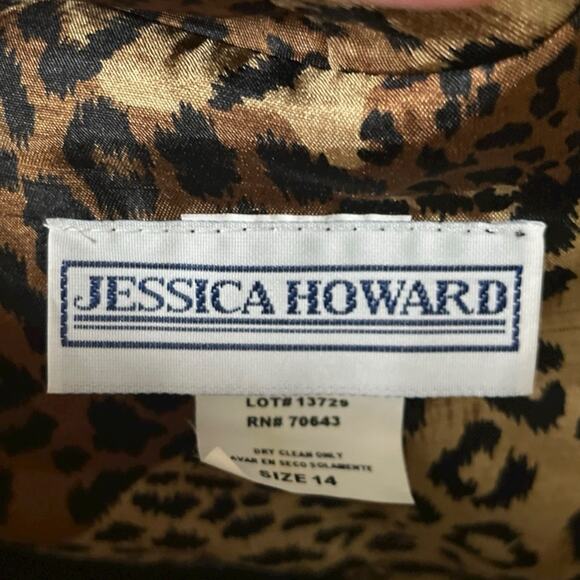 JESSICA HOWARD
LOT# 13729
RN# 70643
DRY CLEAN ONLY
LAVAR EN SECO SOLAMENTE
SIZE 14